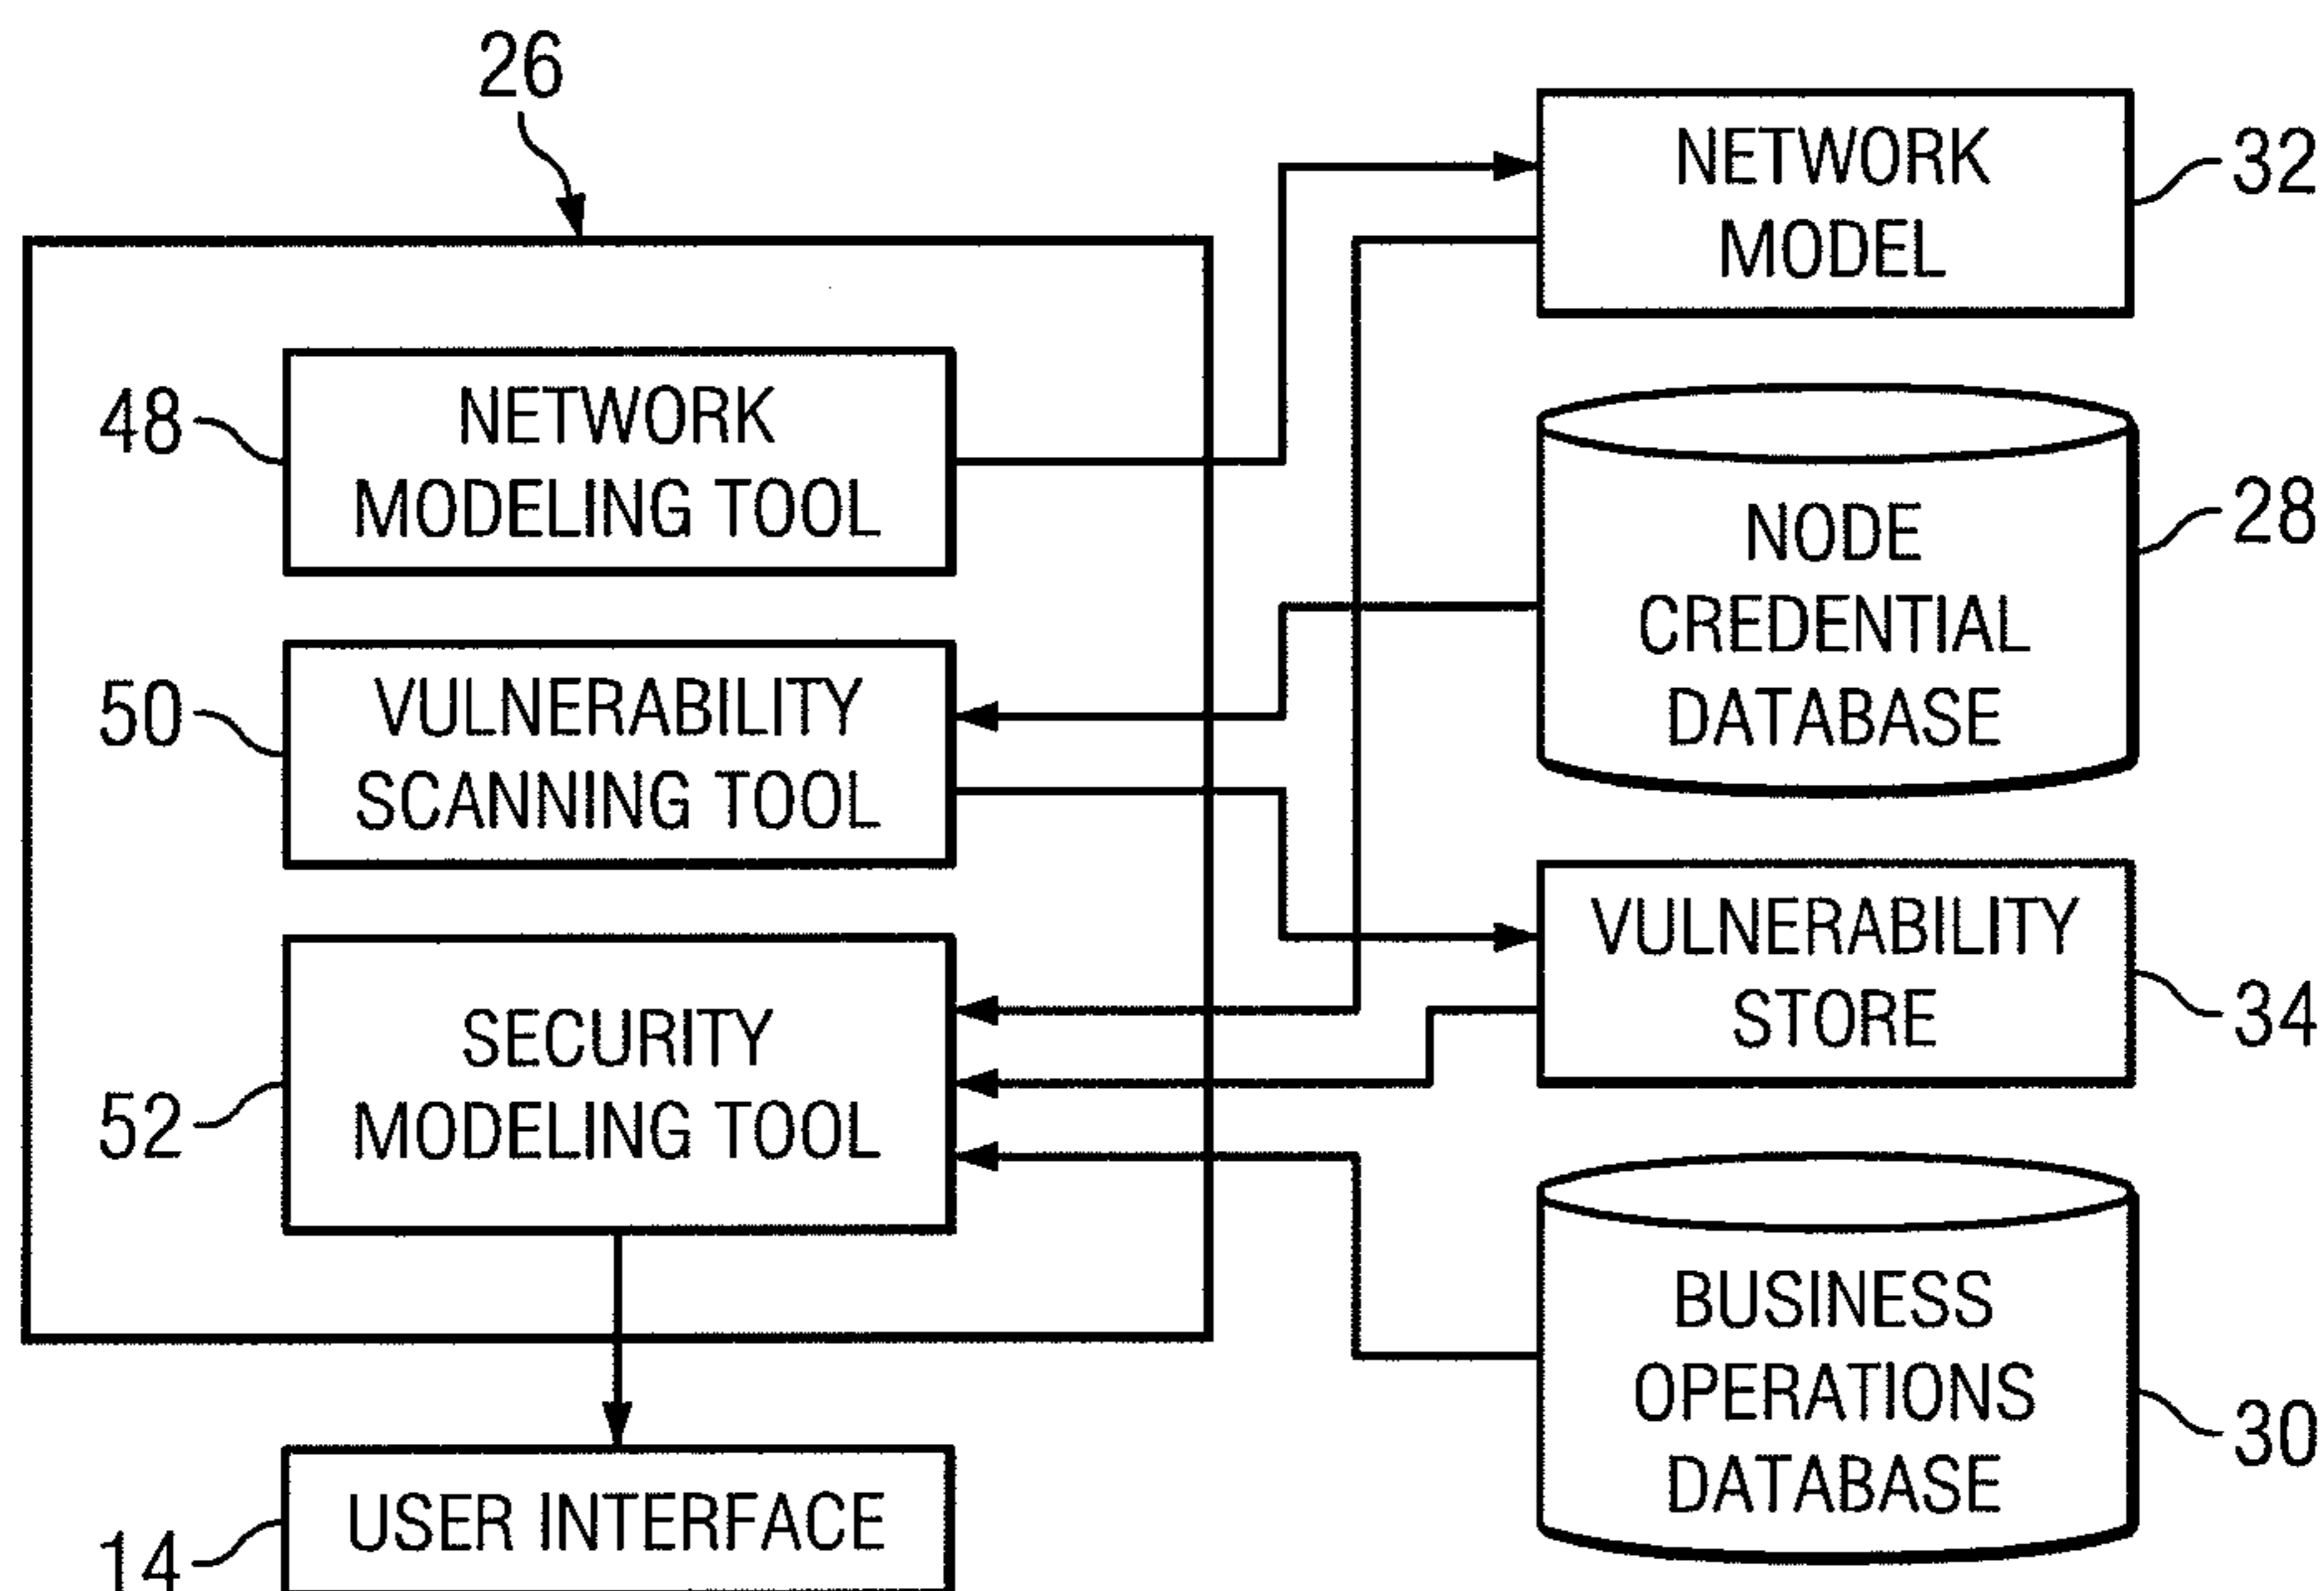 26
NETWORK
MODEL
32
48
NETWORK
MODELING TOOL
NODE
CREDENTIAL
DATABASE
28
50
VULNERABILITY
SCANNING TOOL
VULNERABILITY
STORE
34
52
SECURITY
MODELING TOOL
BUSINESS
OPERATIONS
DATABASE
30
14
USER INTERFACE